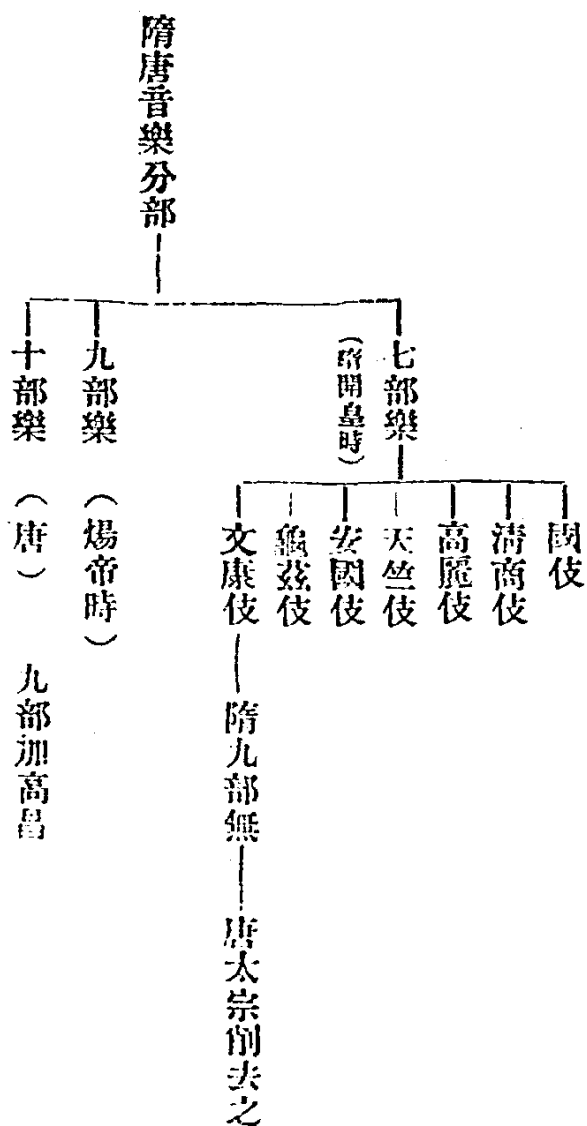 隋唐音樂分部
七部樂
（隋開皇時）
國伎
清商伎
高麗伎
天竺伎
安國伎
龜茲伎
文康伎
隋九部無
唐太宗削去之
九部樂
（煬帝時）
十部樂
（唐）
九部加高昌